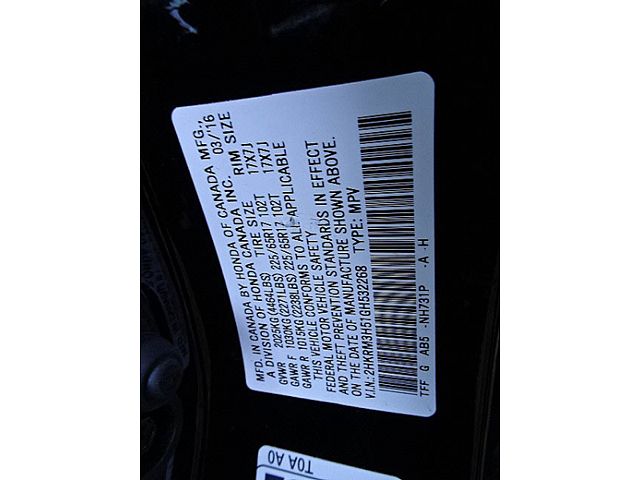 MFD. IN CANADA BY HONDA OF CANADA MFG.,
A DIVISION OF HONDA CANADA INC. 03/'16
TIRE SIZE RIM SIZE
GVWR 2025KG (4464LBS) 225/65R17 102T 17X7J
GAWR F 1030KG (2271LBS) 225/65R17 102T 17X7J
GAWR R 1015KG (2238LBS) TO ALL APPLICABLE
THIS VEHICLE CONFORMS TO ALL APPLICABLE
FEDERAL MOTOR VEHICLE SAFETY
AND THEFT PREVENTION STANDARDS IN EFFECT
ON THE DATE OF MANUFACTURE SHOWN ABOVE.
V.I.N.: 2HKRM3H51GH532268 TYPE: MPV
TFF G AB5 -NH731P -A -H
T0A A0